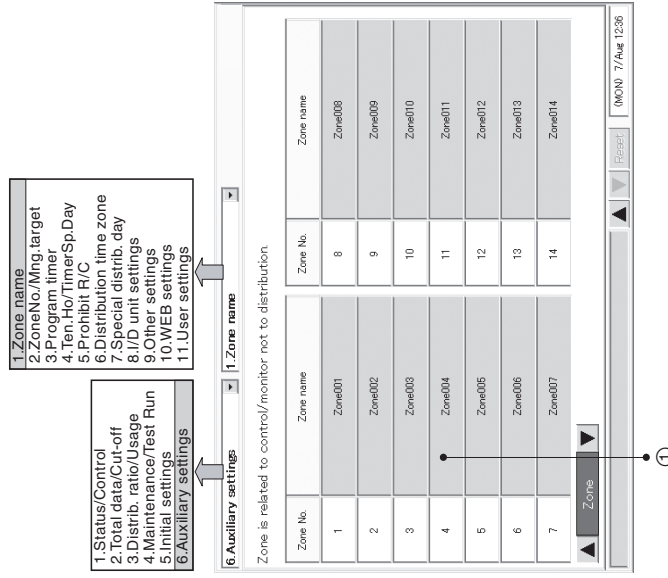 1.Status/Control
2.Total data/Cut-off
3.Distrib. ratio/Usage
4.Maintenance/Test Run
5.Initial settings
6.Auxiliary settings
1.Zone name
2.ZoneNo./Mng.target
3.Program timer
4.Ten.Ho/TimerSp.Day
5.Prohibit R/C
6.Distribution time zone
7.Special distrib. day
8.I/D unit settings
9.Other settings
10.WEB settings
11.User settings
6.Auxiliary settings 1.Zone name
Zone is related to control/monitor not to distribution.
Zone No. Zone name Zone No. Zone name
1 Zone001 8 Zone008
2 Zone002 9 Zone009
3 Zone003 10 Zone010
4 Zone004 11 Zone011
5 Zone005 12 Zone012
6 Zone006 13 Zone013
7 Zone007 14 Zone014
Zone
Reset (MON) 7/Aug 12:36
①